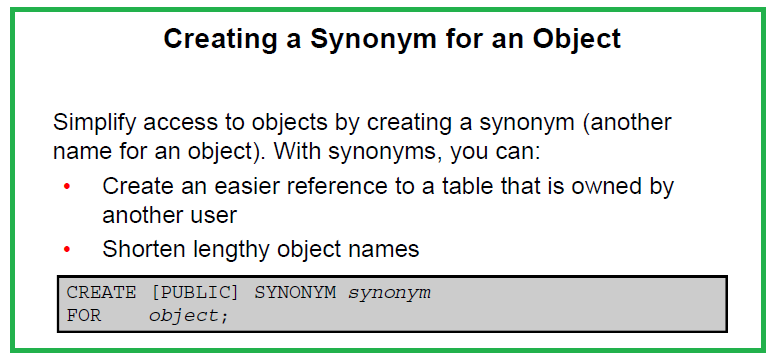 Creating a Synonym for an Object
Simplify access to objects by creating a synonym (another
name for an object). With synonyms, you can:
• Create an easier reference to a table that is owned by
another user
• Shorten lengthy object names
CREATE [PUBLIC] SYNONYM synonym
FOR object;